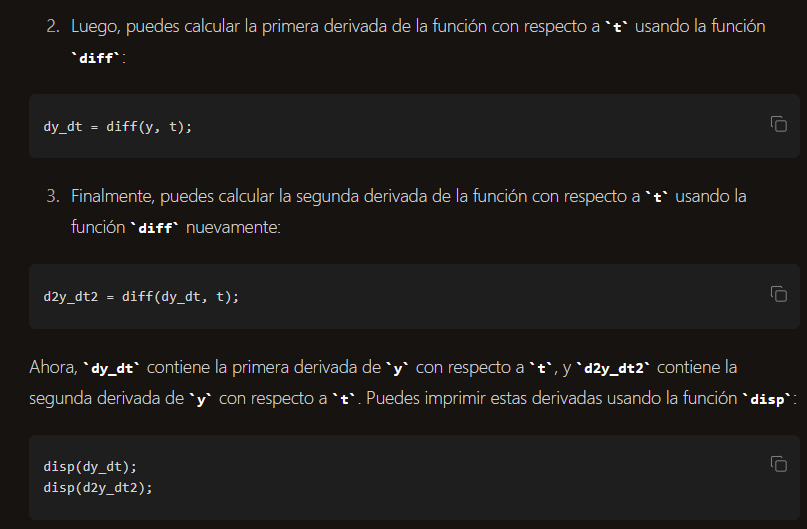 2. Luego, puedes calcular la primera derivada de la función con respecto a `t` usando la función
`diff`:
dy_dt = diff(y, t);
3. Finalmente, puedes calcular la segunda derivada de la función con respecto a `t` usando la
función `diff` nuevamente:
d2y_dt2 = diff(dy_dt, t);
Ahora, `dy_dt` contiene la primera derivada de `y` con respecto a `t`, y `d2y_dt2` contiene la
segunda derivada de `y` con respecto a `t`. Puedes imprimir estas derivadas usando la función `disp`:
disp(dy_dt);
disp(d2y_dt2);